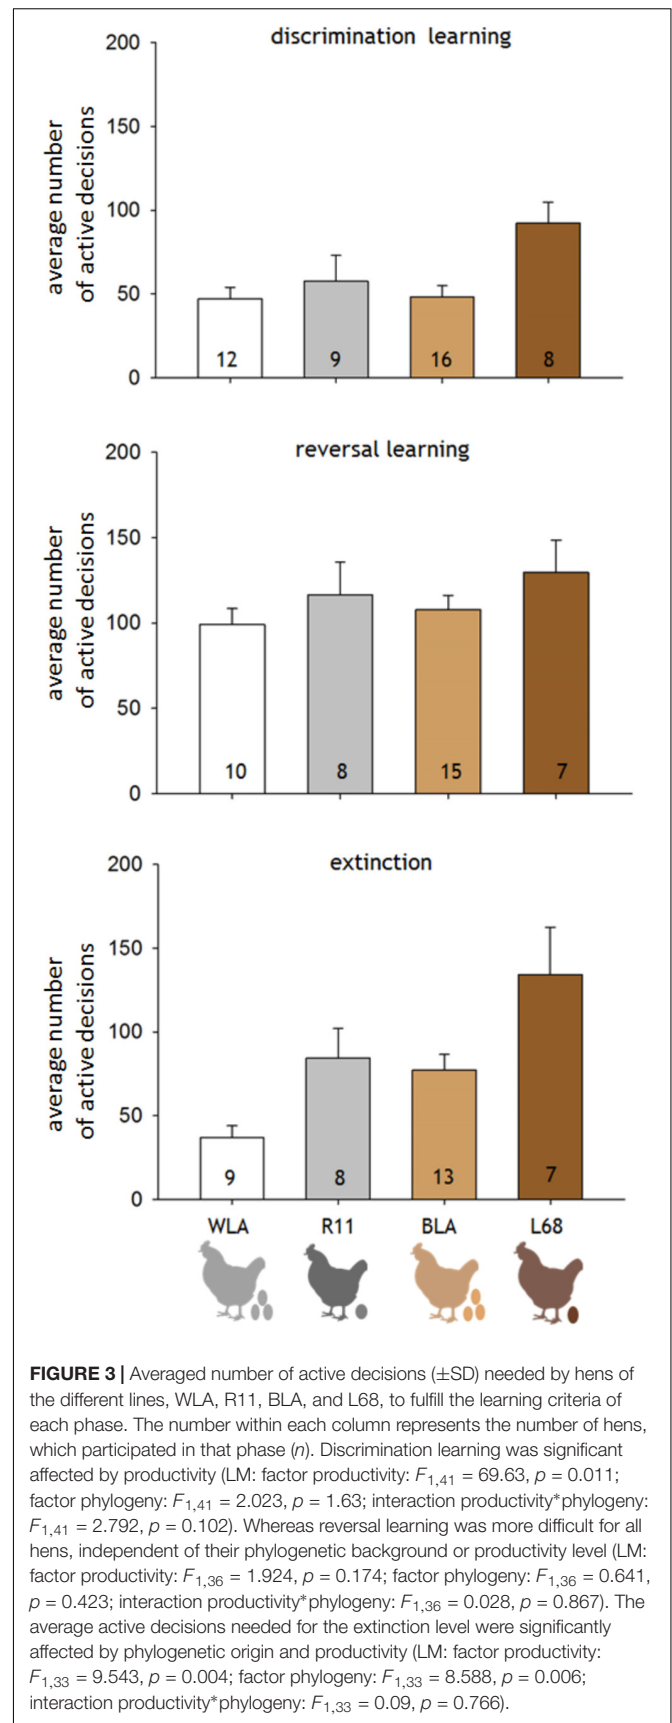 discrimination learning
200
150
100
50
0
average number
of active decisions
12
9
16
8
reversal learning
200
150
100
50
0
average number
of active decisions
10
8
15
7
extinction
200
150
100
50
0
average number
of active decisions
9
8
13
7
WLA
R11
BLA
L68
FIGURE 3 | Averaged number of active decisions (±SD) needed by hens of
the different lines, WLA, R11, BLA, and L68, to fulfill the learning criteria of
each phase. The number within each column represents the number of hens,
which participated in that phase (n). Discrimination learning was significant
affected by productivity (LM: factor productivity: F1,41 = 69.63, p = 0.011;
factor phylogeny: F1,41 = 2.023, p = 1.63; interaction productivity*phylogeny:
F1,41 = 2.792, p = 0.102). Whereas reversal learning was more difficult for all
hens, independent of their phylogenetic background or productivity level (LM:
factor productivity: F1,36 = 1.924, p = 0.174; factor phylogeny: F1,36 = 0.641,
p = 0.423; interaction productivity*phylogeny: F1,36 = 0.028, p = 0.867). The
average active decisions needed for the extinction level were significantly
affected by phylogenetic origin and productivity (LM: factor productivity:
F1,33 = 9.543, p = 0.004; factor phylogeny: F1,33 = 8.588, p = 0.006;
interaction productivity*phylogeny: F1,33 = 0.09, p = 0.766).